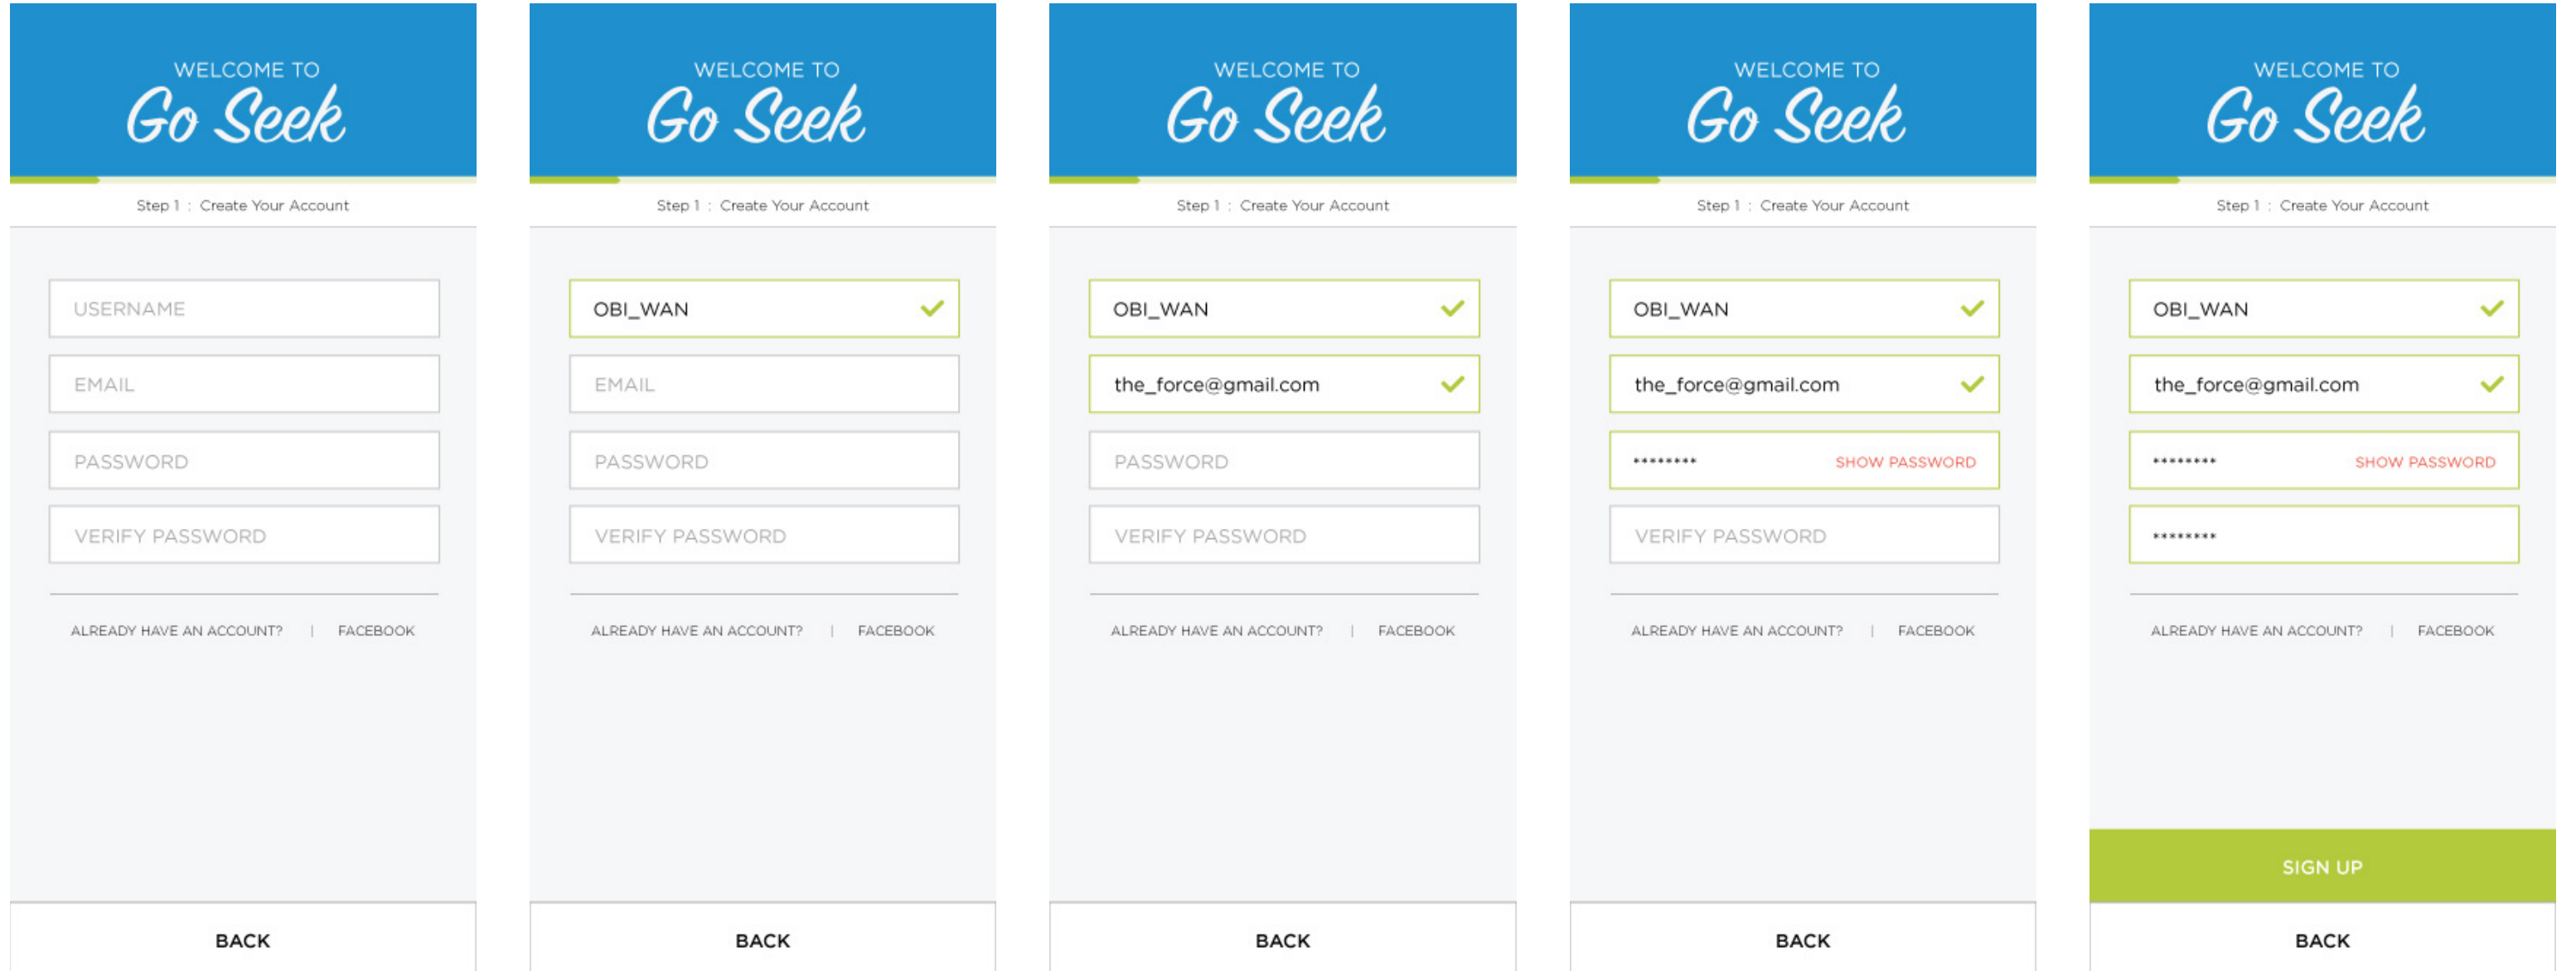 WELCOME TO
Go Seek
Step 1 : Create Your Account
USERNAME
EMAIL
PASSWORD
VERIFY PASSWORD
ALREADY HAVE AN ACCOUNT? | FACEBOOK
BACK
WELCOME TO
Go Seek
Step 1 : Create Your Account
OBI_WAN
EMAIL
PASSWORD
VERIFY PASSWORD
ALREADY HAVE AN ACCOUNT? | FACEBOOK
BACK
WELCOME TO
Go Seek
Step 1 : Create Your Account
OBI_WAN
the_force@gmail.com
PASSWORD
VERIFY PASSWORD
ALREADY HAVE AN ACCOUNT? | FACEBOOK
BACK
WELCOME TO
Go Seek
Step 1 : Create Your Account
OBI_WAN
the_force@gmail.com
******** SHOW PASSWORD
VERIFY PASSWORD
ALREADY HAVE AN ACCOUNT? | FACEBOOK
BACK
WELCOME TO
Go Seek
Step 1 : Create Your Account
OBI_WAN
the_force@gmail.com
******** SHOW PASSWORD
********
ALREADY HAVE AN ACCOUNT? | FACEBOOK
SIGN UP
BACK